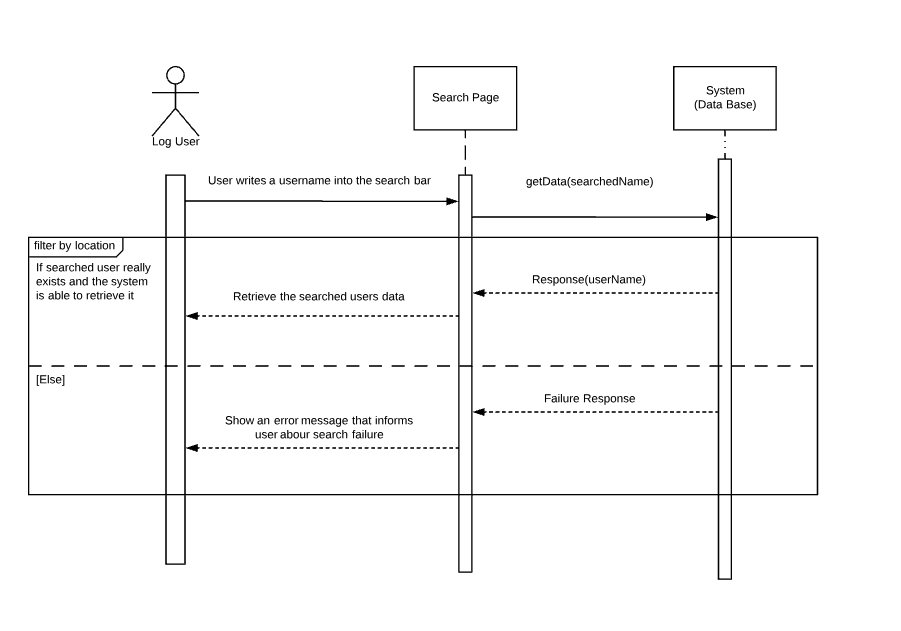 Log User
Search Page
System
(Data Base)
User writes a username into the search bar
getData(searchedName)
filter by location
If searched user really
exists and the system
is able to retrieve it
Response(userName)
Retrieve the searched users data
[Else]
Failure Response
Show an error message that informs
user abour search failure